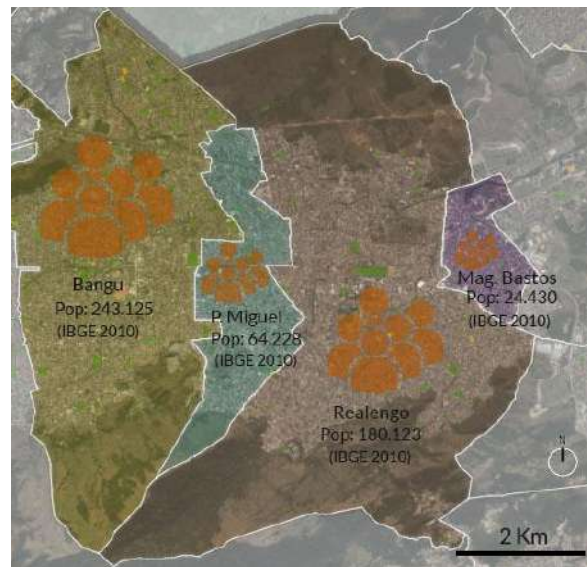 Bangu
Pop: 243.125
(IBGE 2010)
P. Miguel
Pop: 64.228
(IBGE 2010)
Mag. Bastos
Pop: 24.430
(IBGE 2010)
Realengo
Pop: 180.123
(IBGE 2010)
N
2 Km